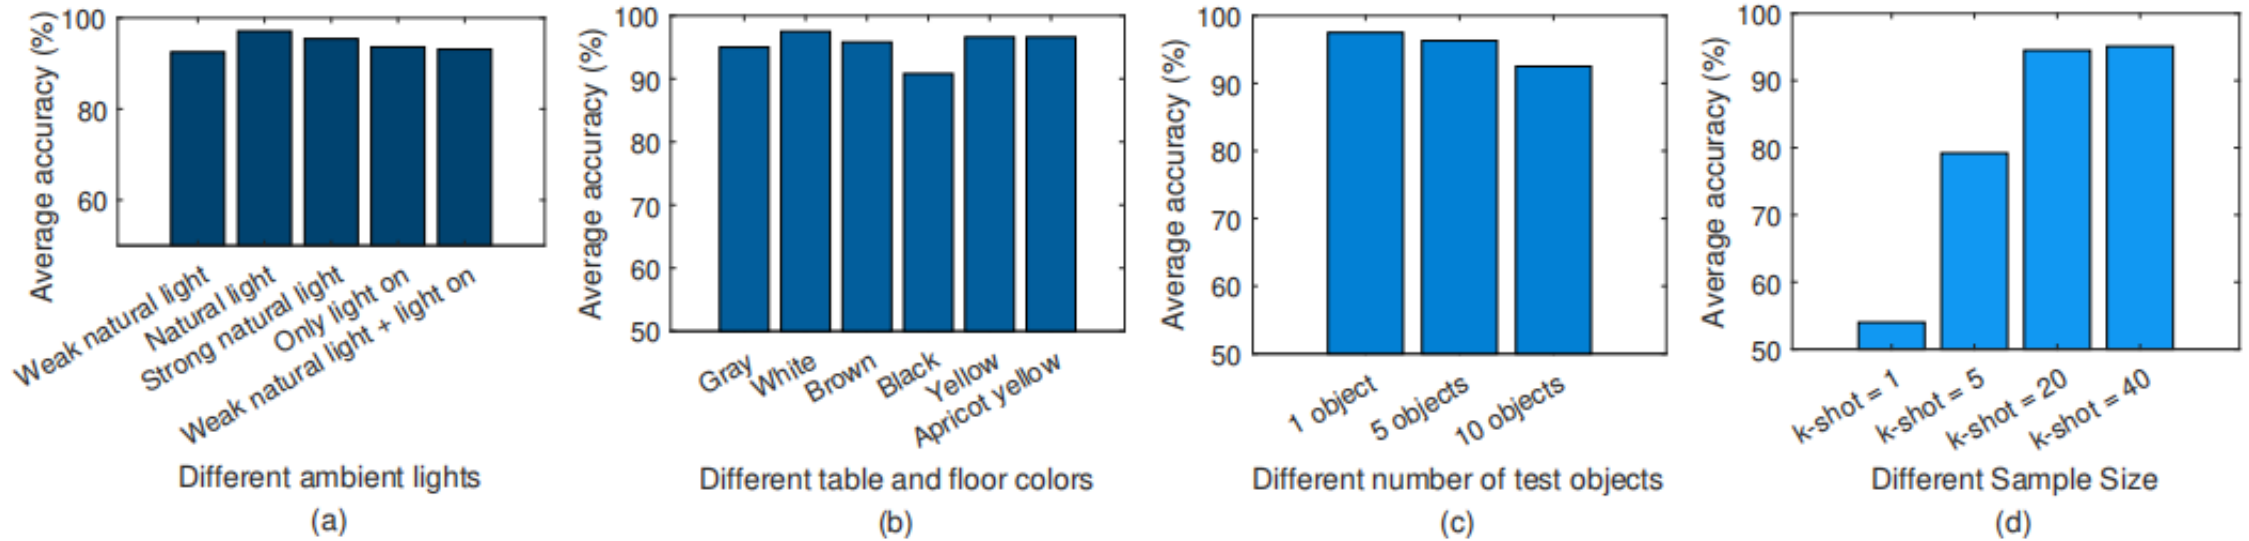 Average accuracy (%)
100
80
60
Weak natural light
Natural light
Strong natural light
Only light on
Weak natural light + light on
Different ambient lights
(a)
Average accuracy (%)
100
90
80
70
60
50
Gray
White
Brown
Black
Yellow
Apricot yellow
Different table and floor colors
(b)
Average accuracy (%)
100
90
80
70
60
50
1 object
5 objects
10 objects
Different number of test objects
(c)
Average accuracy (%)
100
90
80
70
60
50
k-shot = 1
k-shot = 5
k-shot = 20
k-shot = 40
Different Sample Size
(d)